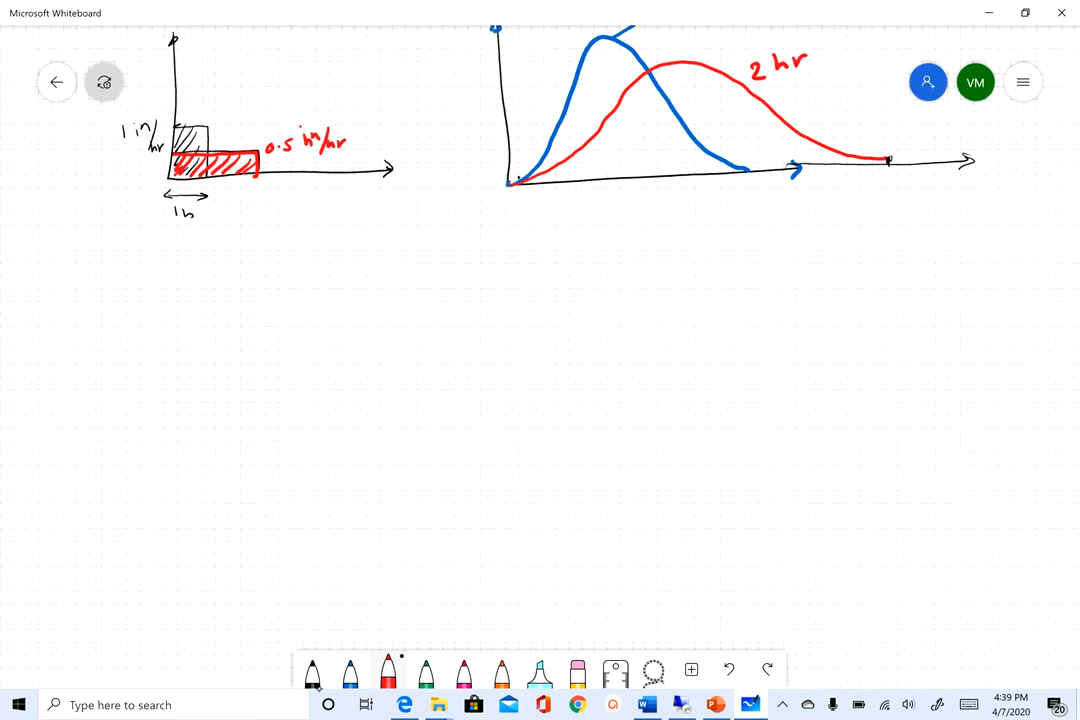 Microsoft Whiteboard
VM
1 in/hr
0.5 in/hr
1h
2 hr
Type here to search
4:39 PM
4/7/2020
20